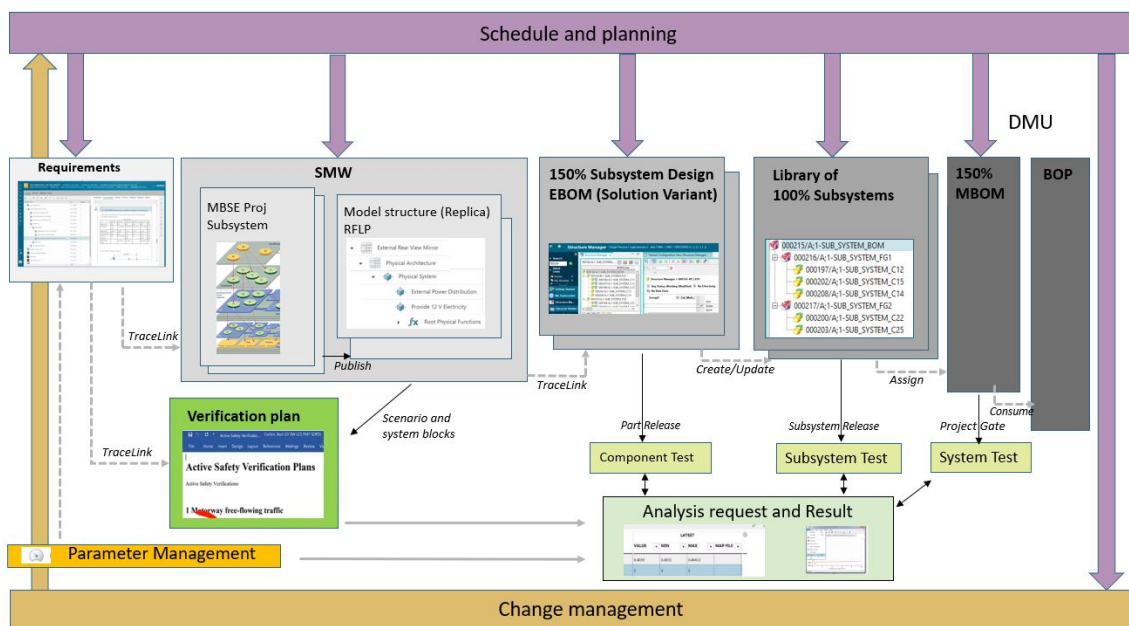 Schedule and planning
DMU
Requirements
SMW
MBSE Proj
Subsystem
Model structure (Replica)
RFLP
External Rear View Mirror
Physical Architecture
Physical System
External Power Distribution
Provide 12 V Electricity
fx Root Physical Functions
Publish
150% Subsystem Design
EBOM (Solution Variant)
Structure Manager
Library of
100% Subsystems
000215/A;1-SUB_SYSTEM_BOM
000216/A;1-SUB_SYSTEM_FG1
000197/A;1-SUB_SYSTEM_C12
000202/A;1-SUB_SYSTEM_C15
000208/A;1-SUB_SYSTEM_C14
000217/A;1-SUB_SYSTEM_FG2
000200/A;1-SUB_SYSTEM_C22
000203/A;1-SUB_SYSTEM_C25
150%
MBOM
BOP
TraceLink
TraceLink
Create/Update
Assign
Consume
Verification plan
Active Safety Verification Plans
Active Safety Verifications
1 Motorway free-flowing traffic
TraceLink
Scenario and
system blocks
Part Release
Subsystem Release
Project Gate
Component Test
Subsystem Test
System Test
Analysis request and Result
LATEST
VALUE MIN MAX MAP FILE
Parameter Management
Change management